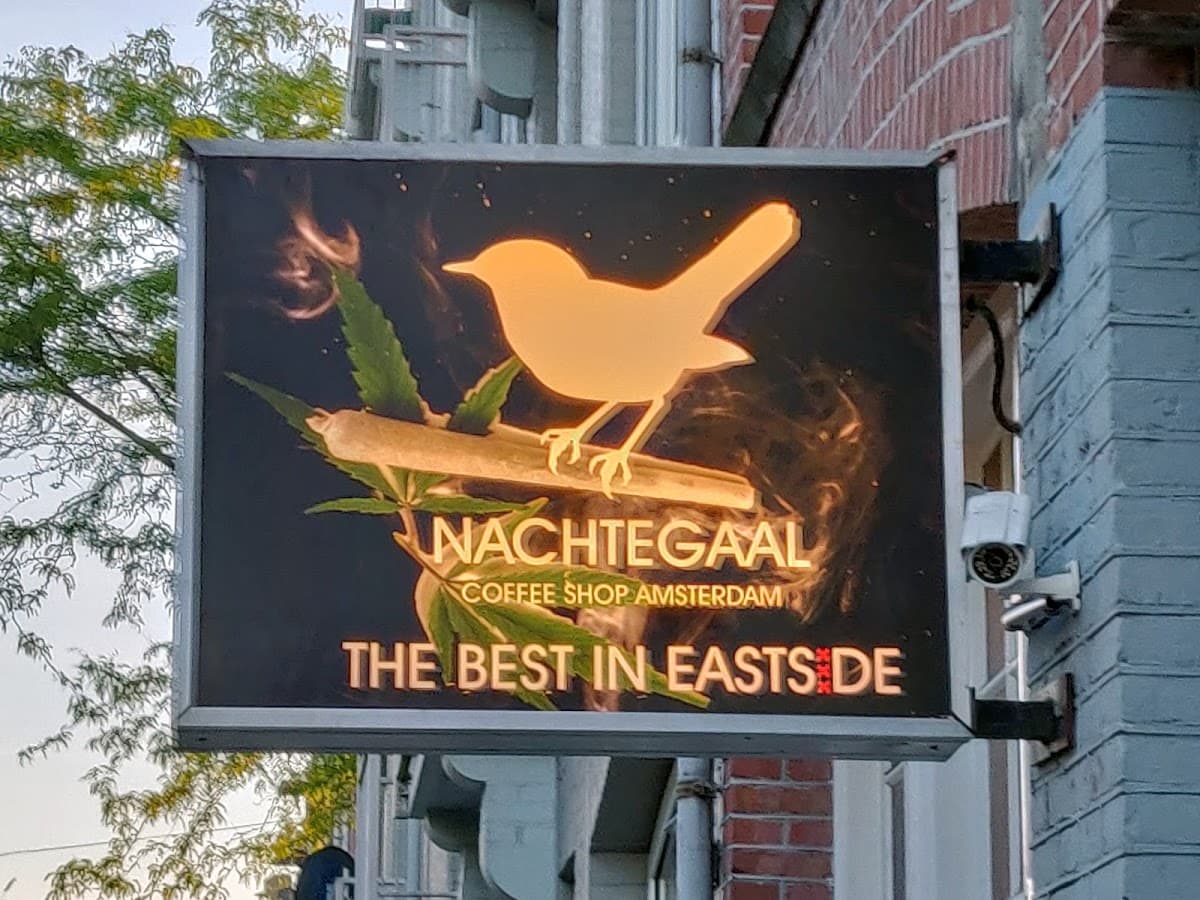 NACHTEGAAL
COFFEE SHOP AMSTERDAM
THE BEST IN EASTSIDE